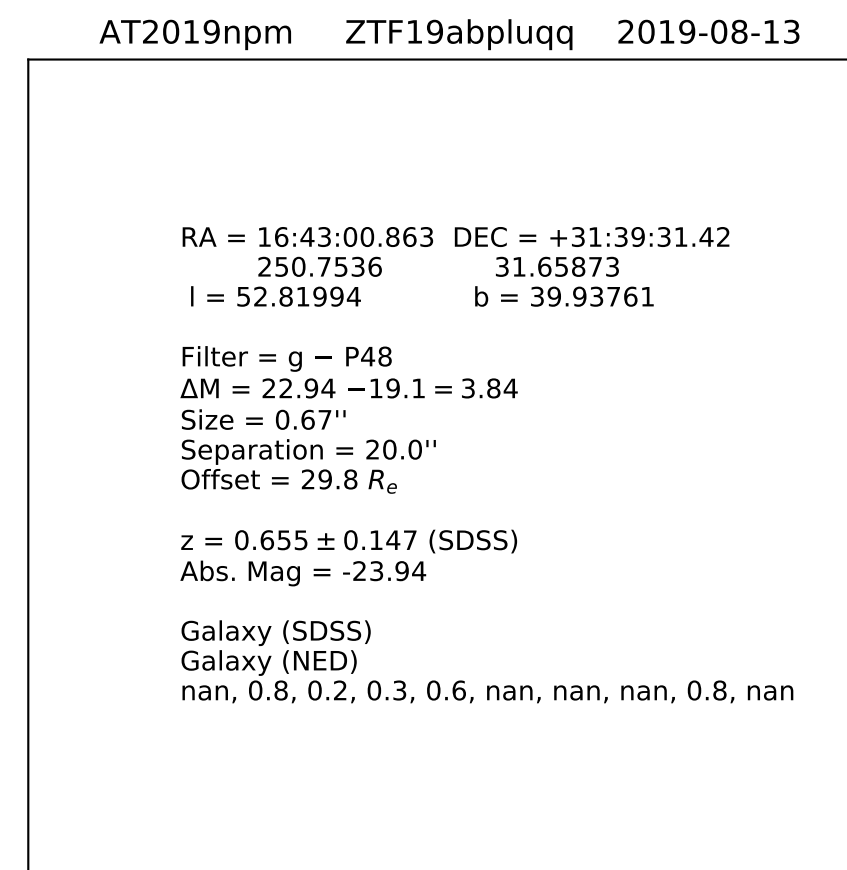 AT2019npm ZTF19abpluqq 2019-08-13
RA = 16:43:00.863 DEC = +31:39:31.42
250.7536 31.65873
l = 52.81994 b = 39.93761
Filter = g − P48
ΔM = 22.94 −19.1 = 3.84
Size = 0.67''
Separation = 20.0''
Offset = 29.8 Re
z = 0.655 ± 0.147 (SDSS)
Abs. Mag = -23.94
Galaxy (SDSS)
Galaxy (NED)
nan, 0.8, 0.2, 0.3, 0.6, nan, nan, nan, 0.8, nan